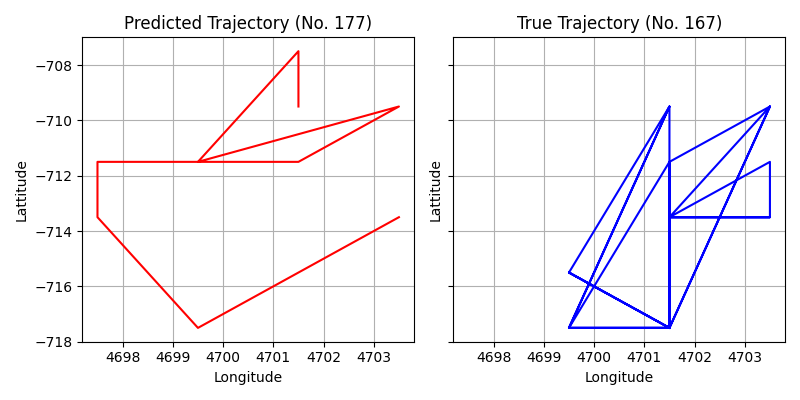 Predicted Trajectory (No. 177)
True Trajectory (No. 167)
−708
−710
−712
−714
−716
−718
Lattitude
Lattitude
4698 4699 4700 4701 4702 4703
4698 4699 4700 4701 4702 4703
Longitude
Longitude